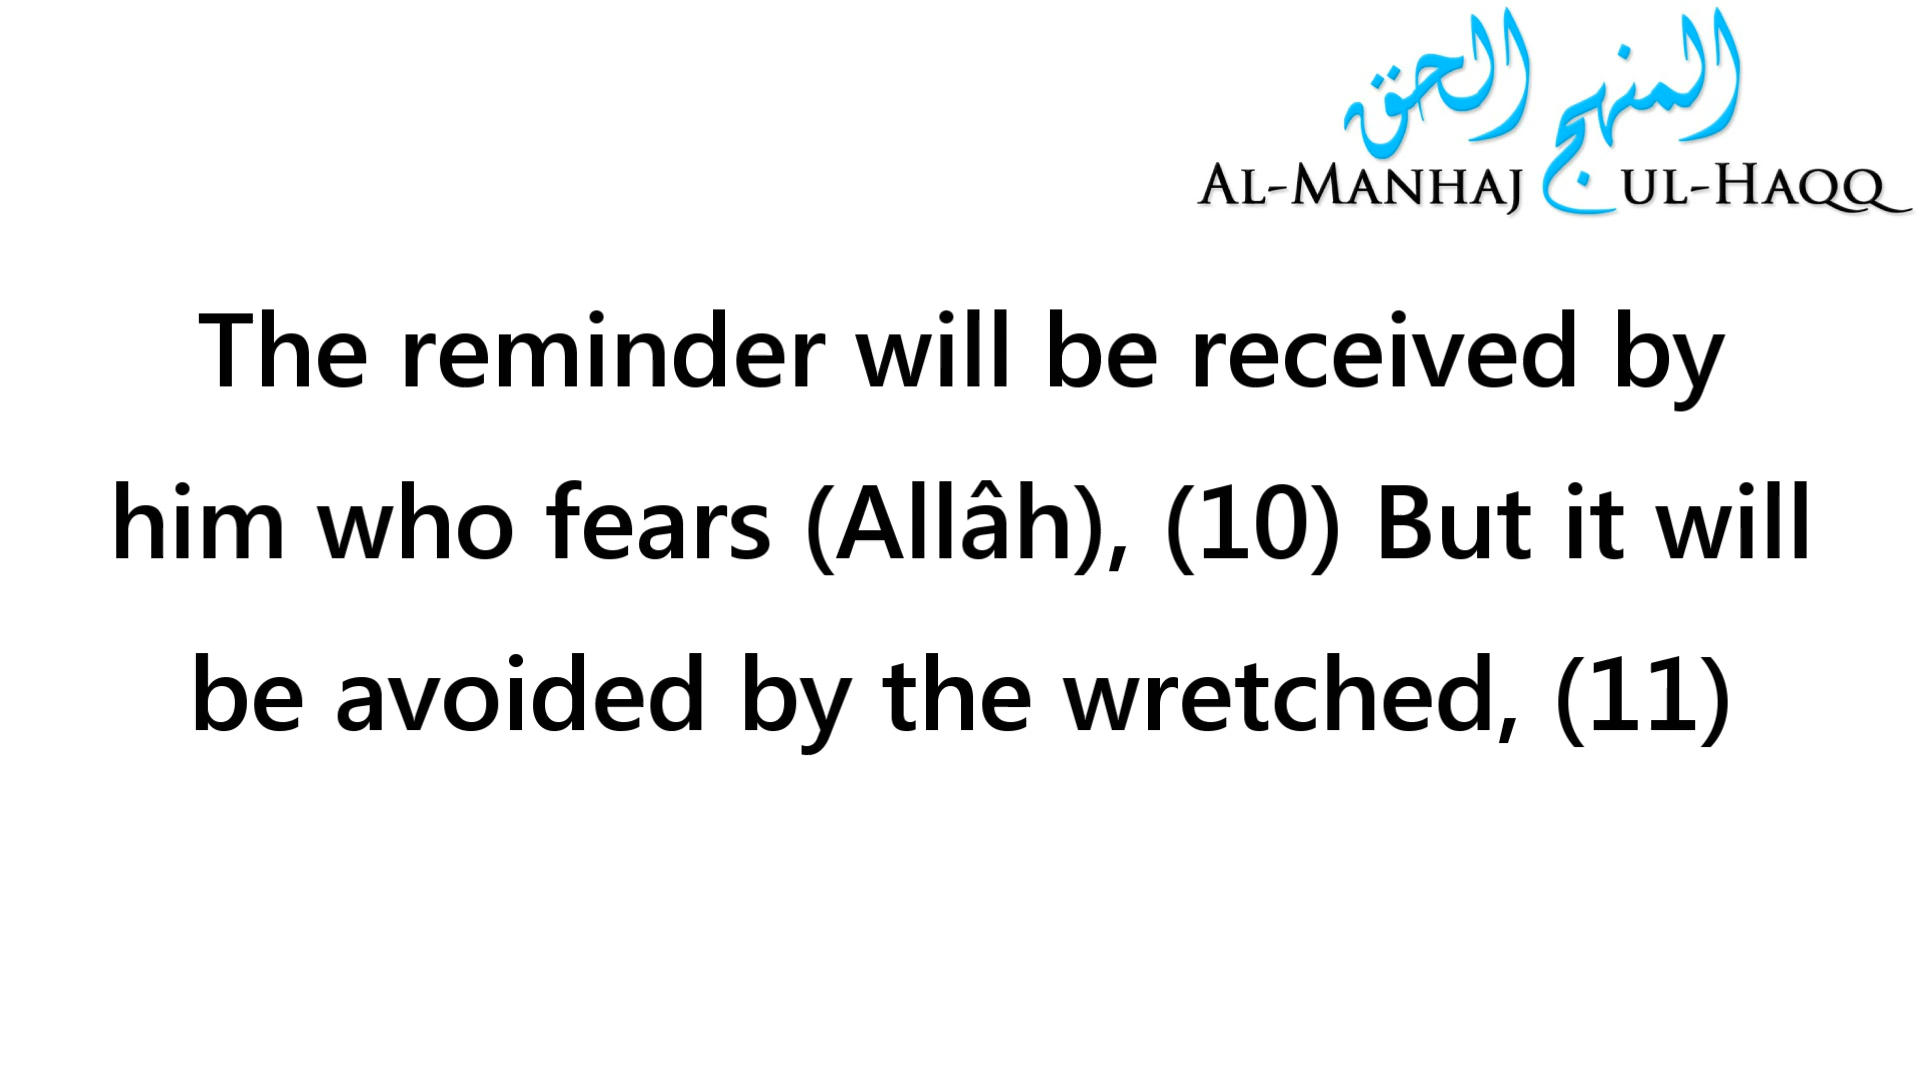 المنهج الحق
AL-MANHAJ UL-HAQQ
The reminder will be received by
him who fears (Allâh), (10) But it will
be avoided by the wretched, (11)